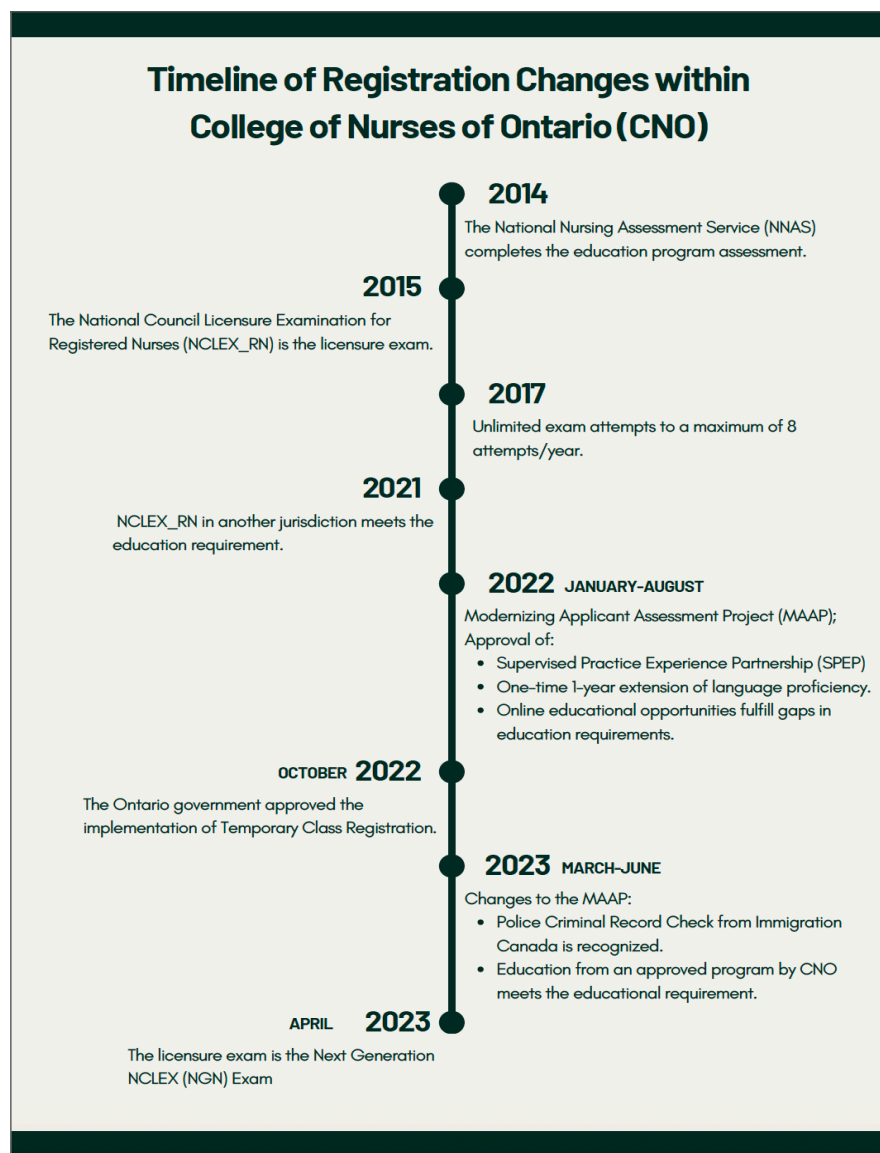 Timeline of Registration Changes within
College of Nurses of Ontario (CNO)
2014
The National Nursing Assessment Service (NNAS)
completes the education program assessment.
2015
The National Council Licensure Examination for
Registered Nurses (NCLEX_RN) is the licensure exam.
2017
Unlimited exam attempts to a maximum of 8
attempts/year.
2021
NCLEX_RN in another jurisdiction meets the
education requirement.
2022 JANUARY-AUGUST
Modernizing Applicant Assessment Project (MAAP);
Approval of:
• Supervised Practice Experience Partnership (SPEP)
• One-time 1-year extension of language proficiency.
• Online educational opportunities fulfill gaps in
education requirements.
OCTOBER 2022
The Ontario government approved the
implementation of Temporary Class Registration.
2023 MARCH-JUNE
Changes to the MAAP:
• Police Criminal Record Check from Immigration
Canada is recognized.
• Education from an approved program by CNO
meets the educational requirement.
APRIL 2023
The licensure exam is the Next Generation
NCLEX (NGN) Exam